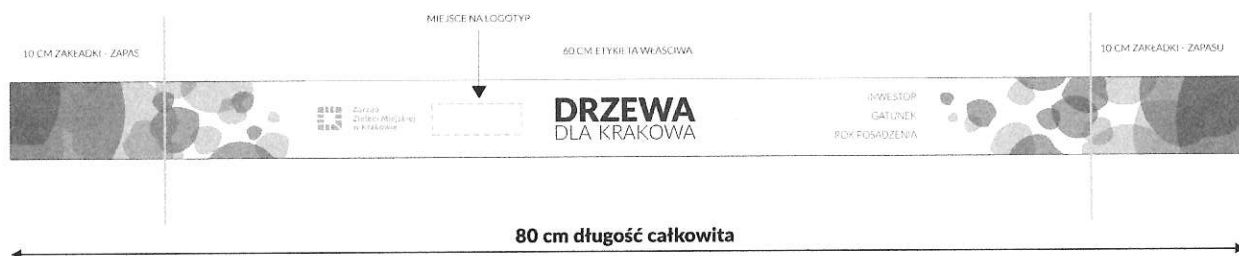 MIEJSCE NA LOGOTYP
10 CM ZAKŁADKI - ZAPAS
60 CM ETYKIETA WŁAŚCIWA
10 CM ZAKŁADKI - ZAPASU
Zarząd
Zieleni Miejskiej
w Krakowie
DRZEWA
DLA KRAKOWA
INWESTOR
GATUNEK
ROK POSADZENIA
80 cm długość całkowita